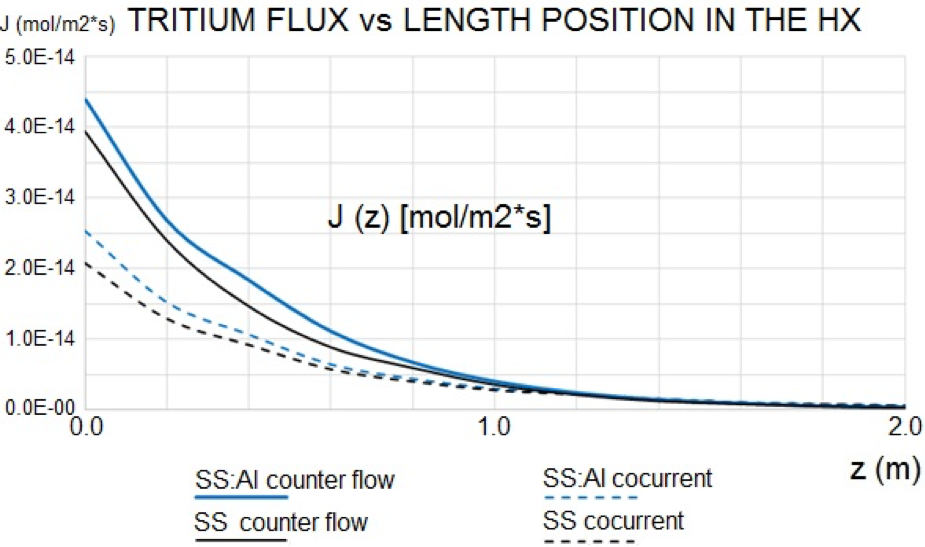 J (mol/m2*s) TRITIUM FLUX vs LENGTH POSITION IN THE HX
5.0E-14
4.0E-14
3.0E-14
J (z) [mol/m2*s]
2.0E-14
1.0E-14
0.0E-00
0.0 1.0 2.0
z (m)
SS:Al counter flow SS:Al cocurrent
SS counter flow SS cocurrent